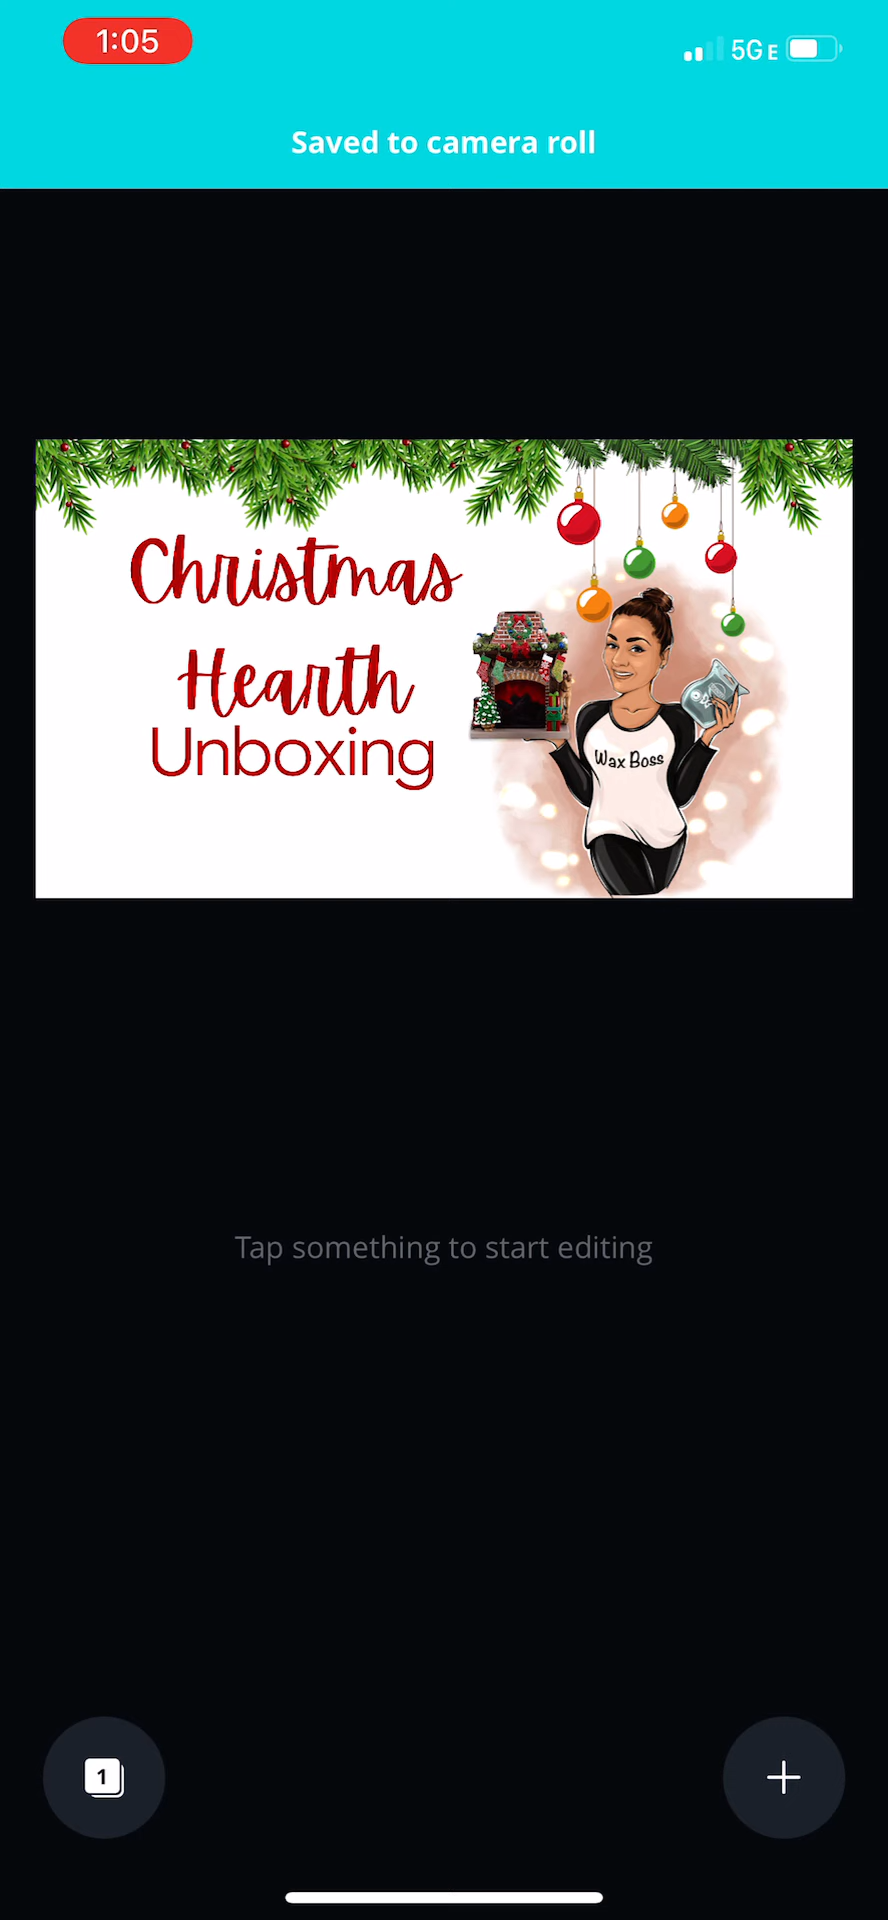 1:05
5G E
Saved to camera roll
Christmas
Hearth
Unboxing
Wax Boss
Tap something to start editing
1